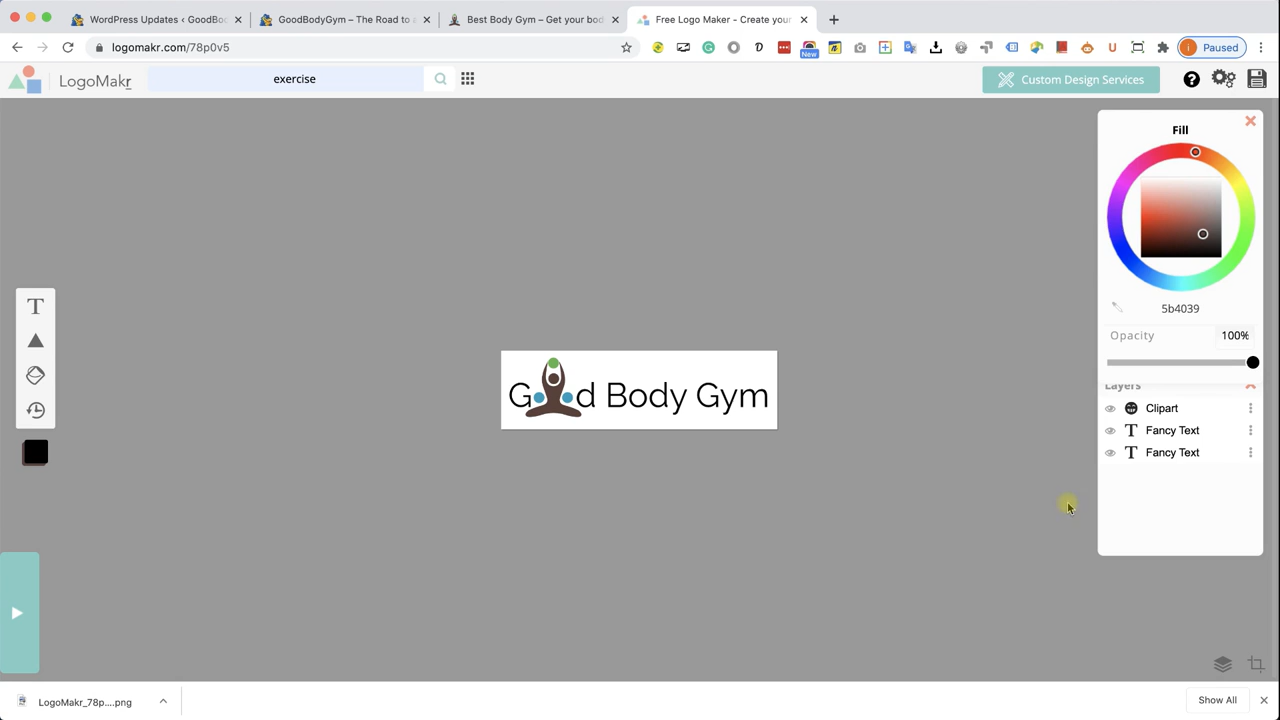 WordPress Updates ‹ GoodBo
GoodBodyGym – The Road to a
Best Body Gym – Get your bod
Free Logo Maker - Create your
logomakr.com/78p0v5
New
Paused
LogoMakr
exercise
Custom Design Services
Fill
5b4039
Opacity
100%
Layers
Clipart
Fancy Text
Fancy Text
T
G d Body Gym
LogoMakr_78p....png
Show All